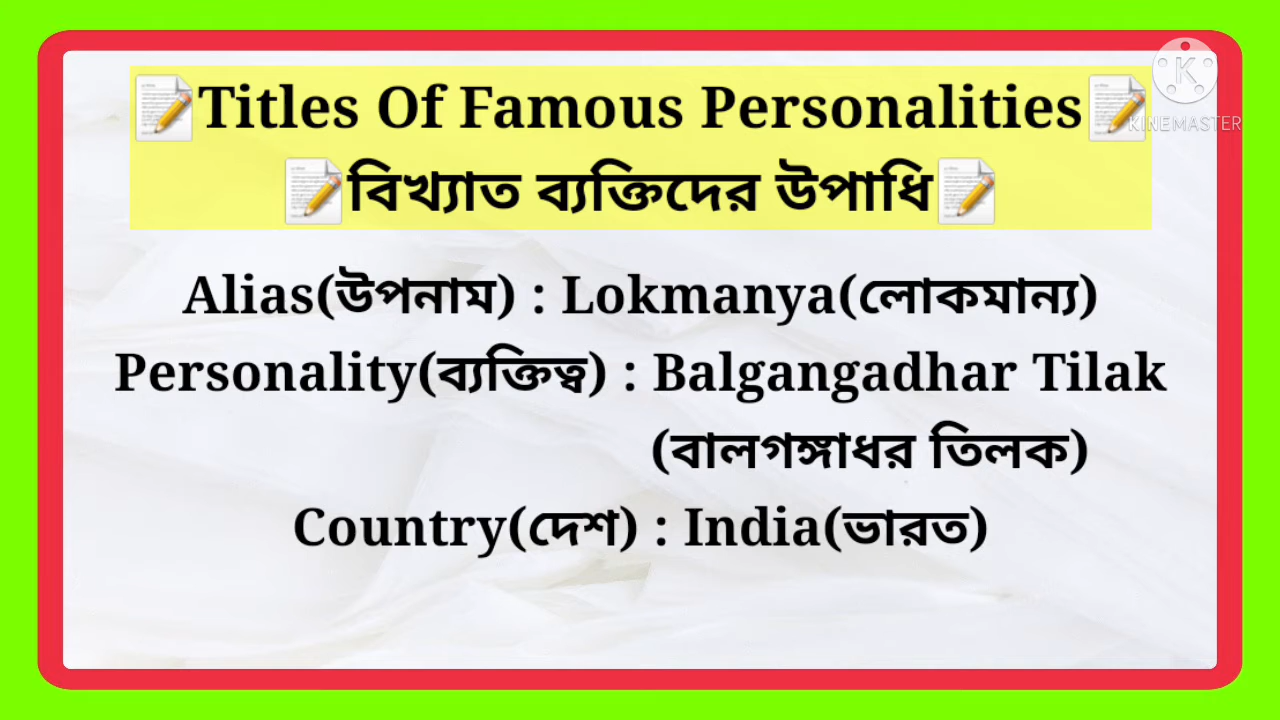 📝Titles Of Famous Personalities📝
KINEMASTER
📝বিখ্যাত ব্যক্তিদের উপাধি📝
Alias(উপনাম) : Lokmanya(লোকমান্য)
Personality(ব্যক্তিত্ব) : Balgangadhar Tilak
(বালগঙ্গাধর তিলক)
Country(দেশ) : India(ভারত)